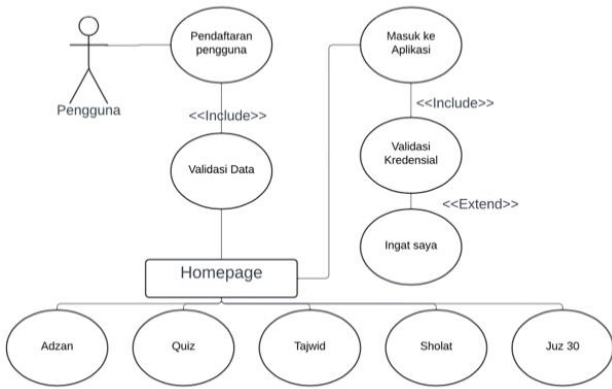 Pendaftaran
pengguna
Masuk ke
Aplikasi
Pengguna
<<Include>>
<<Include>>
Validasi Data
Validasi
Kredensial
<<Extend>>
Ingat saya
Homepage
Adzan
Quiz
Tajwid
Sholat
Juz 30